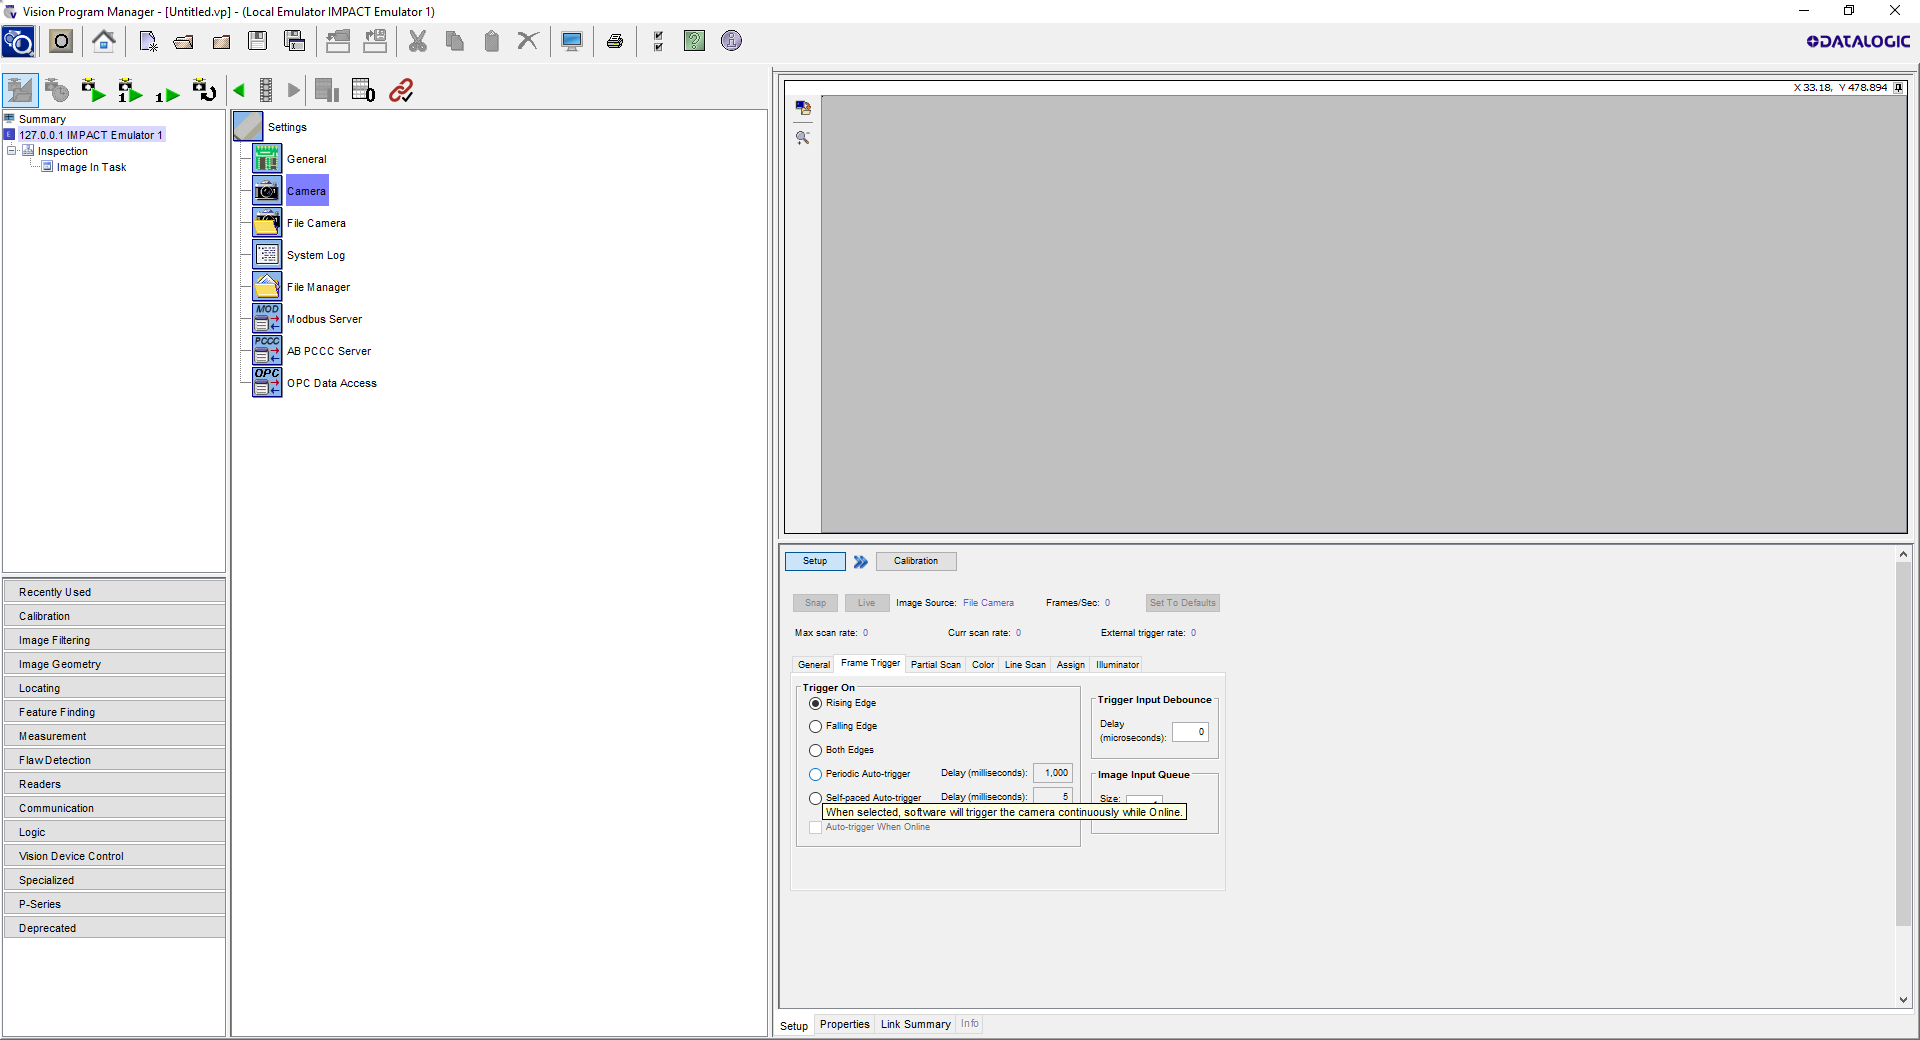 Vision Program Manager - [Untitled.vp] - (Local Emulator IMPACT Emulator 1)
DATALOGIC
X 33.18, Y 478.894
Summary
127.0.0.1 IMPACT Emulator 1
Inspection
Image In Task
Recently Used
Calibration
Image Filtering
Image Geometry
Locating
Feature Finding
Measurement
Flaw Detection
Readers
Communication
Logic
Vision Device Control
Specialized
P-Series
Deprecated
Settings
General
Camera
File Camera
System Log
File Manager
MOD
Modbus Server
PCCC
AB PCCC Server
OPC
OPC Data Access
Setup
Calibration
Snap
Live
Image Source: File Camera
Frames/Sec: 0
Set To Defaults
Max scan rate: 0
Curr scan rate: 0
External trigger rate: 0
General
Frame Trigger
Partial Scan
Color
Line Scan
Assign
Illuminator
Trigger On
Rising Edge
Falling Edge
Both Edges
Periodic Auto-trigger
Delay (milliseconds): 1,000
Self-paced Auto-trigger
Delay (milliseconds): 5
When selected, software will trigger the camera continuously while Online.
Auto-trigger When Online
Trigger Input Debounce
Delay
(microseconds): 0
Image Input Queue
Size:
Setup
Properties
Link Summary
Info